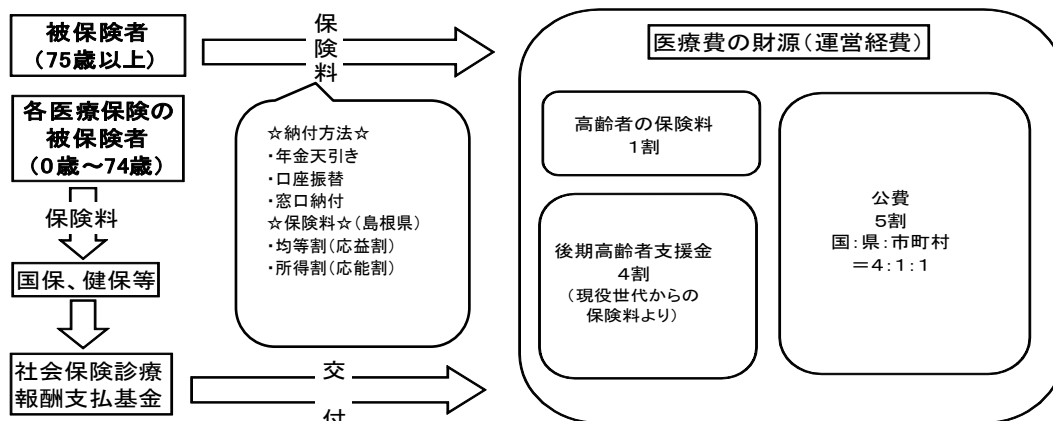 被保険者
(75歳以上)
保険料
各医療保険の
被保険者
(0歳～74歳)
保険料
国保、健保等
社会保険診療
報酬支払基金
交付
☆納付方法☆
・年金天引き
・口座振替
・窓口納付
☆保険料☆(島根県)
・均等割(応益割)
・所得割(応能割)
医療費の財源(運営経費)
高齢者の保険料
1割
後期高齢者支援金
4割
(現役世代からの
保険料より)
公費
5割
国:県:市町村
=4:1:1